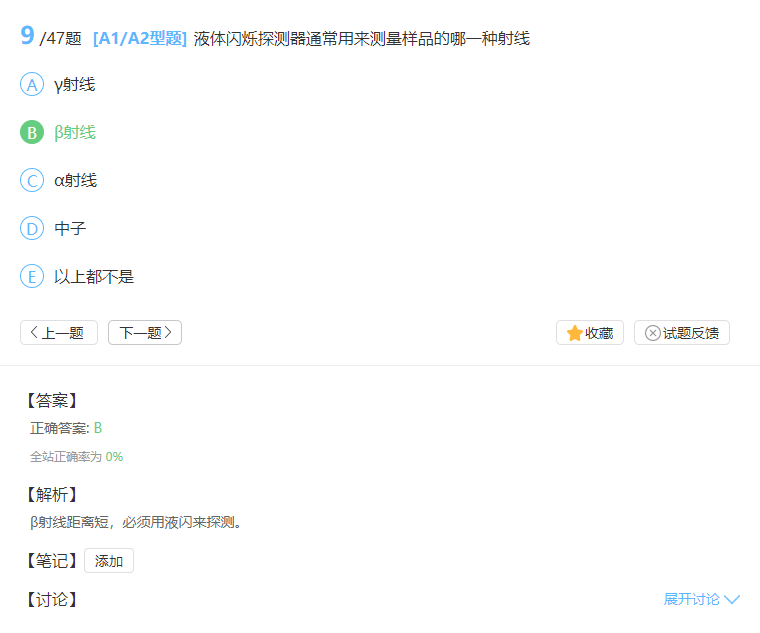 9/47题 [A1/A2型题] 液体闪烁探测器通常用来测量样品的哪一种射线
A γ射线
B β射线
C α射线
D 中子
E 以上都不是
上一题 下一题 收藏 试题反馈
【答案】
正确答案: B
全站正确率为 0%
【解析】
β射线距离短，必须用液闪来探测。
【笔记】 添加
【讨论】 展开讨论